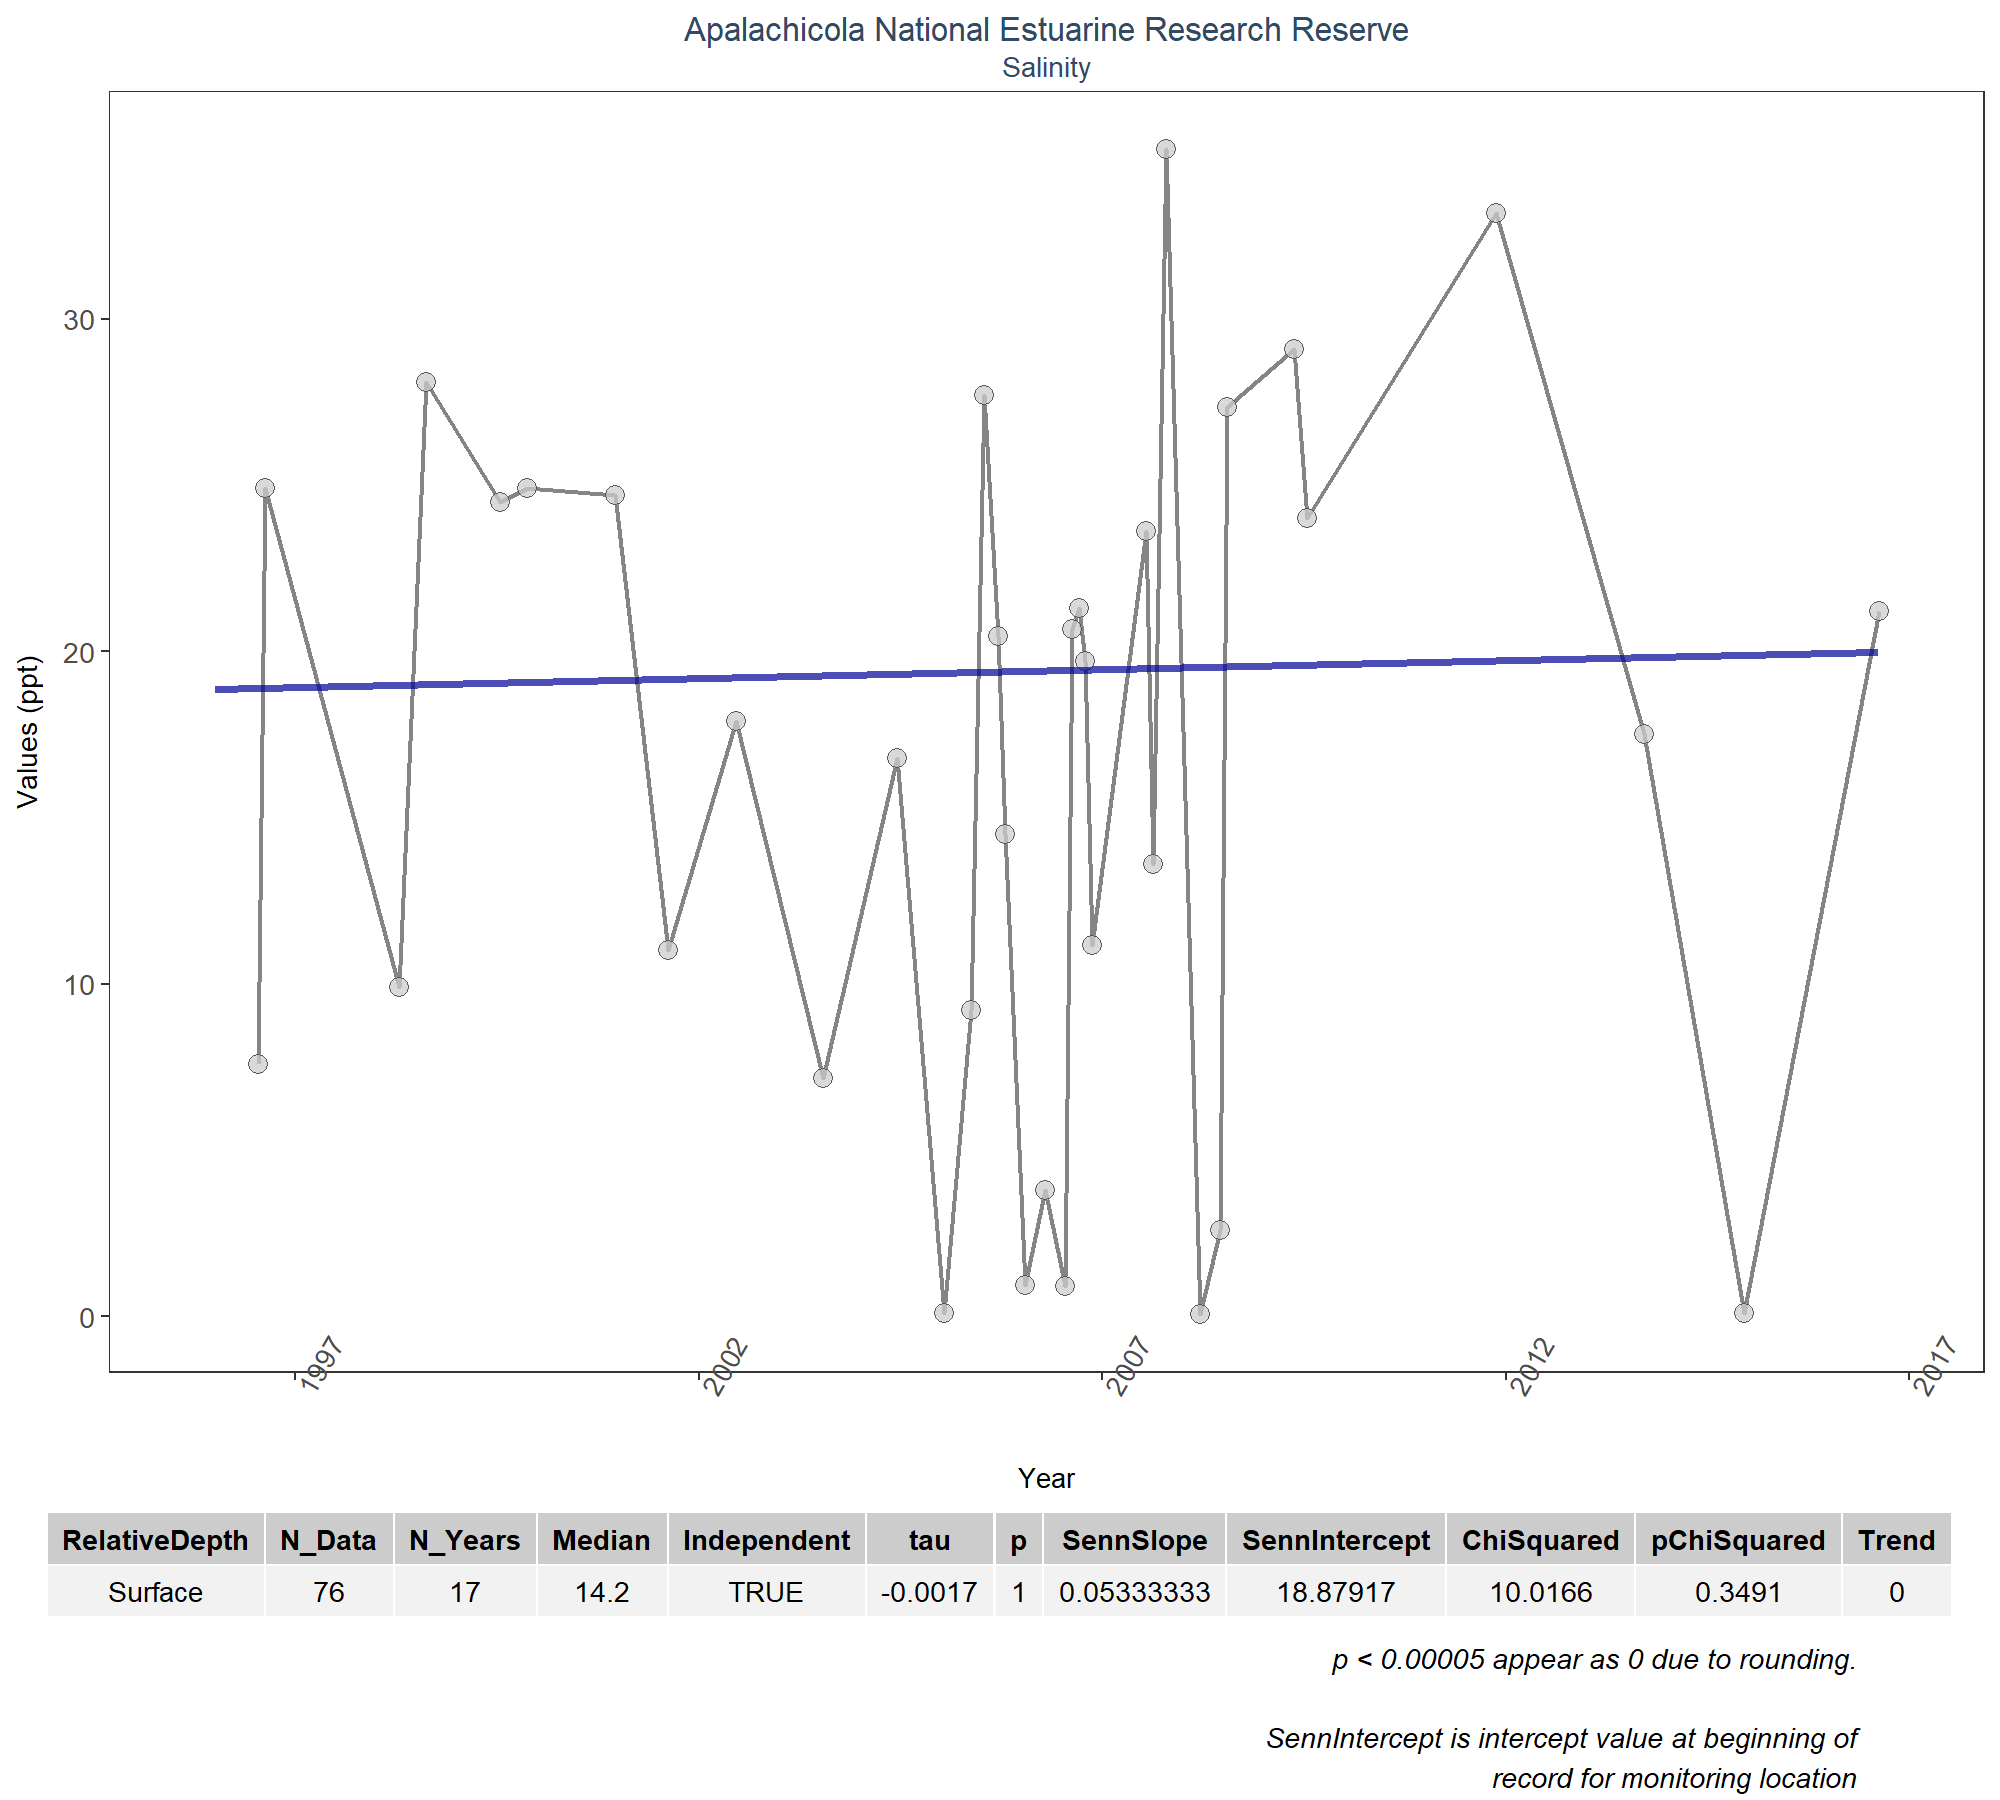 Apalachicola National Estuarine Research Reserve
Salinity
Values (ppt)
30
20
10
0
1997 2002 2007 2012 2017
Year
RelativeDepth N_Data N_Years Median Independent tau p SennSlope SennIntercept ChiSquared pChiSquared Trend
Surface 76 17 14.2 TRUE -0.0017 1 0.05333333 18.87917 10.0166 0.3491 0
p < 0.00005 appear as 0 due to rounding.
SennIntercept is intercept value at beginning of
record for monitoring location